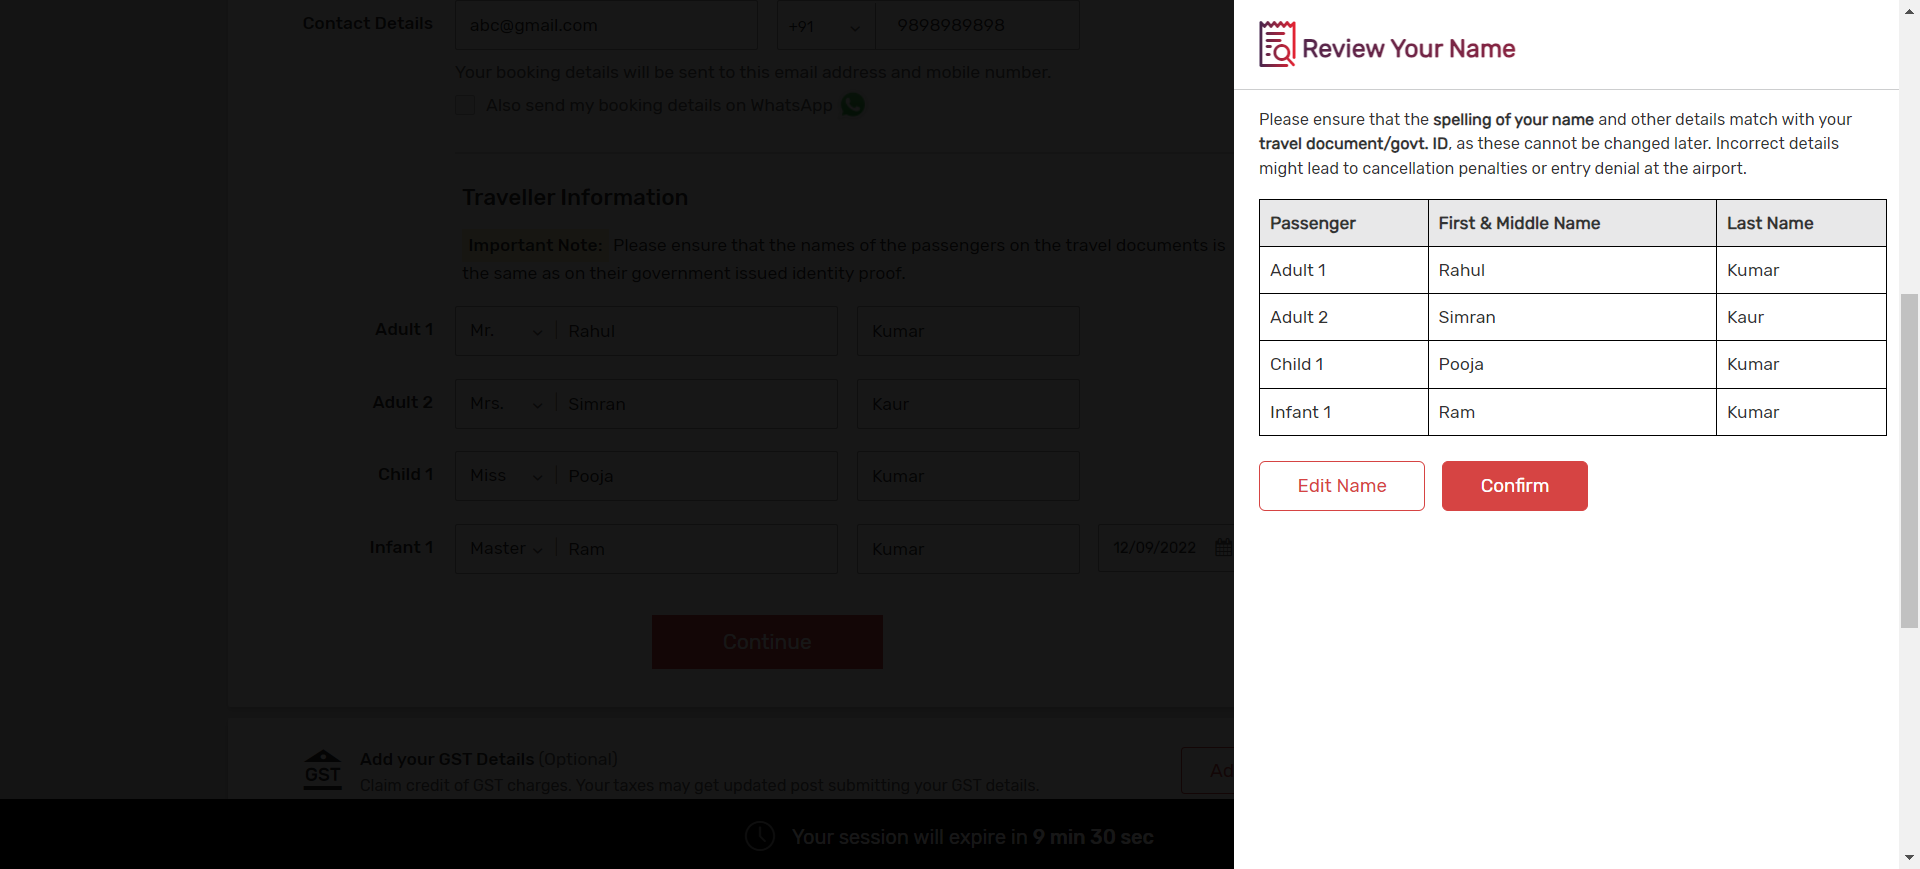 Contact Details
abc@gmail.com
+91
9898989898
Your booking details will be sent to this email address and mobile number.
Also send my booking details on WhatsApp
Traveller Information
Important Note: Please ensure that the names of the passengers on the travel documents is
the same as on their government issued identity proof.
Adult 1 Mr. Rahul Kumar
Adult 2 Mrs. Simran Kaur
Child 1 Miss Pooja Kumar
Infant 1 Master Ram Kumar 12/09/2022
Continue
GST
Add your GST Details (Optional)
Claim credit of GST charges. Your taxes may get updated post submitting your GST details.
Ad
Your session will expire in 9 min 30 sec
Review Your Name
Please ensure that the spelling of your name and other details match with your
travel document/govt. ID, as these cannot be changed later. Incorrect details
might lead to cancellation penalties or entry denial at the airport.
Passenger First & Middle Name Last Name
Adult 1 Rahul Kumar
Adult 2 Simran Kaur
Child 1 Pooja Kumar
Infant 1 Ram Kumar
Edit Name Confirm